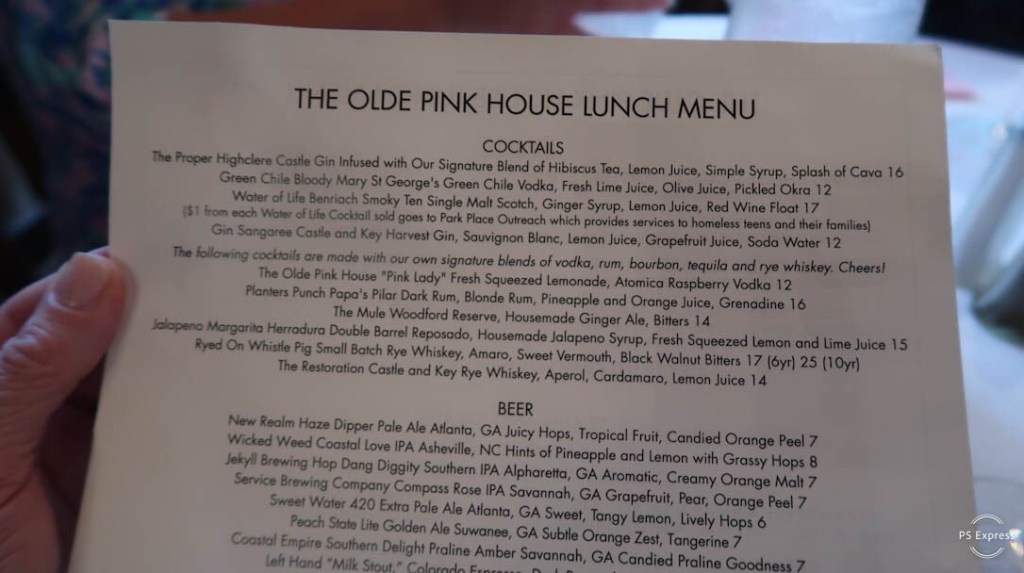 THE OLDE PINK HOUSE LUNCH MENU
COCKTAILS
The Proper Highclere Castle Gin Infused with Our Signature Blend of Hibiscus Tea, Lemon Juice, Simple Syrup, Splash of Cava 16
Green Chile Bloody Mary St George's Green Chile Vodka, Fresh Lime Juice, Olive Juice, Pickled Okra 12
Water of Life Benriach Smoky Ten Single Malt Scotch, Ginger Syrup, Lemon Juice, Red Wine Float 17
($1 from each Water of Life Cocktail sold goes to Park Place Outreach which provides services to homeless teens and their families)
Gin Sangaree Castle and Key Harvest Gin, Sauvignon Blanc, Lemon Juice, Grapefruit Juice, Soda Water 12
The following cocktails are made with our own signature blends of vodka, rum, bourbon, tequila and rye whiskey. Cheers!
The Olde Pink House "Pink Lady" Fresh Squeezed Lemonade, Atomica Raspberry Vodka 12
Planters Punch Papa's Pilar Dark Rum, Blonde Rum, Pineapple and Orange Juice, Grenadine 16
The Mule Woodford Reserve, Housemade Ginger Ale, Bitters 14
Jalapeno Margarita Herradura Double Barrel Reposado, Housemade Jalapeno Syrup, Fresh Squeezed Lemon and Lime Juice 15
Ryed On Whistle Pig Small Batch Rye Whiskey, Amaro, Sweet Vermouth, Black Walnut Bitters 17 (6yr) 25 (10yr)
The Restoration Castle and Key Rye Whiskey, Aperol, Cardamaro, Lemon Juice 14
BEER
New Realm Haze Dipper Pale Ale Atlanta, GA Juicy Hops, Tropical Fruit, Candied Orange Peel 7
Wicked Weed Coastal Love IPA Asheville, NC Hints of Pineapple and Lemon with Grassy Hops 8
Jekyll Brewing Hop Dang Diggity Southern IPA Alpharetta, GA Aromatic, Creamy Orange Malt 7
Service Brewing Company Compass Rose IPA Savannah, GA Grapefruit, Pear, Orange Peel 7
Sweet Water 420 Extra Pale Ale Atlanta, GA Sweet, Tangy Lemon, Lively Hops 6
Peach State Lite Golden Ale Suwanee, GA Subtle Orange Zest, Tangerine 7
Coastal Empire Southern Delight Praline Amber Savannah, GA Candied Praline Goodness 7
Left Hand "Milk Stout," Colorado
PS Express